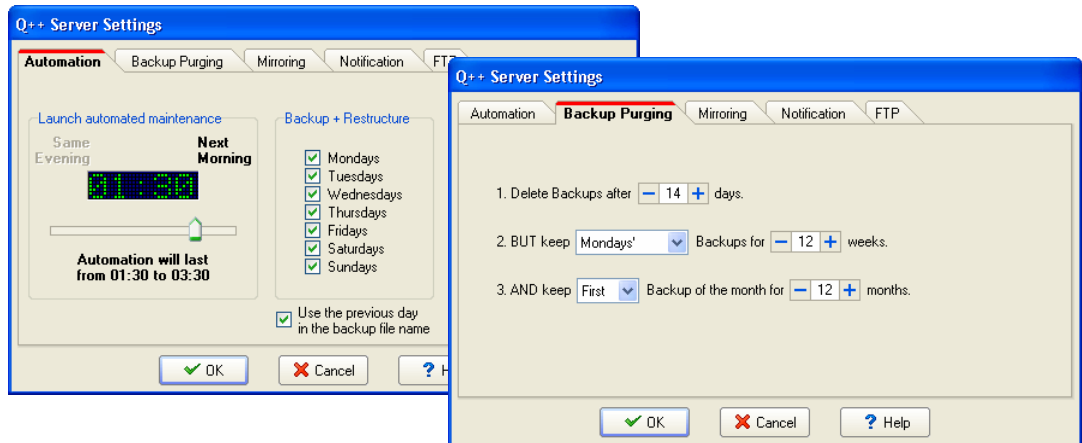 Q++ Server Settings
Automation Backup Purging Mirroring Notification
Launch automated maintenance
Same Evening
Next Morning
01:30
Automation will last
from 01:30 to 03:30
Backup + Restructure
Mondays
Tuesdays
Wednesdays
Thursdays
Fridays
Saturdays
Sundays
Use the previous day
in the backup file name
OK Cancel ?
Q++ Server Settings
Automation Backup Purging Mirroring Notification FTP
1. Delete Backups after − 14 + days.
2. BUT keep Mondays' Backups for − 12 + weeks.
3. AND keep First Backup of the month for − 12 + months.
OK Cancel ? Help